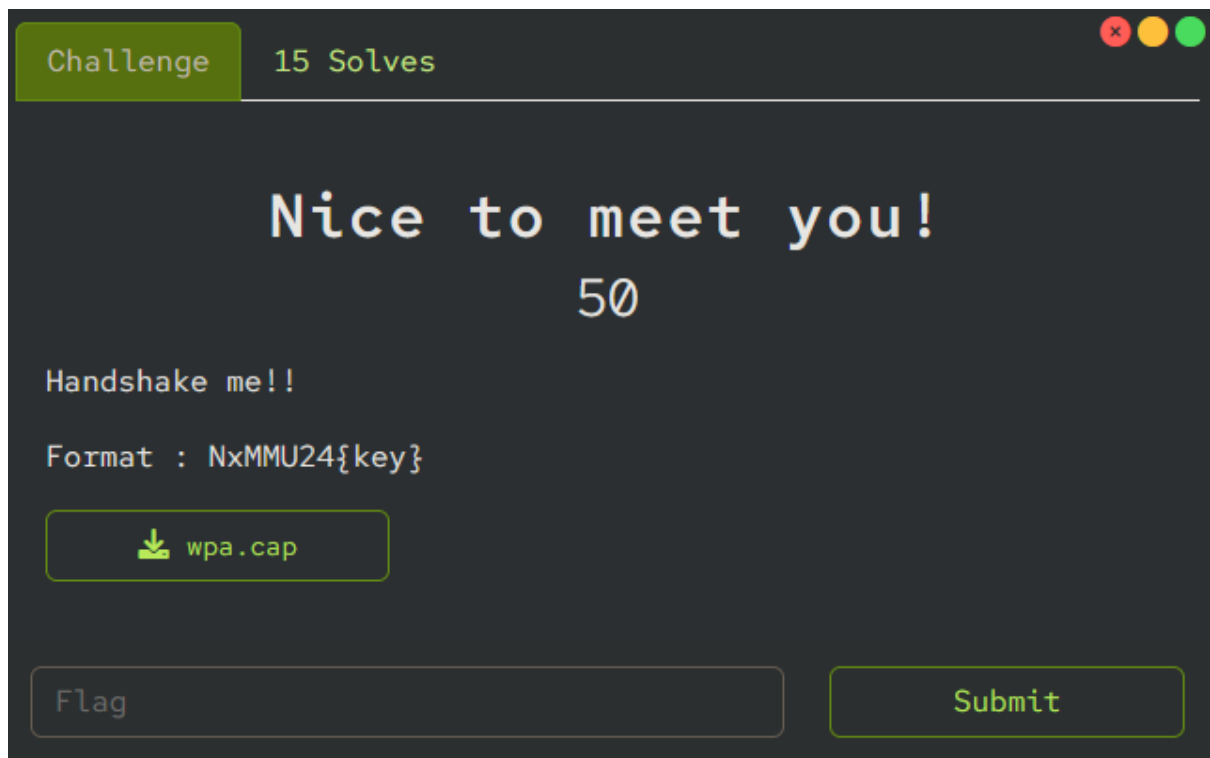 Challenge 15 Solves
Nice to meet you!
50
Handshake me!!
Format : NxMMU24{key}
wpa.cap
Flag Submit